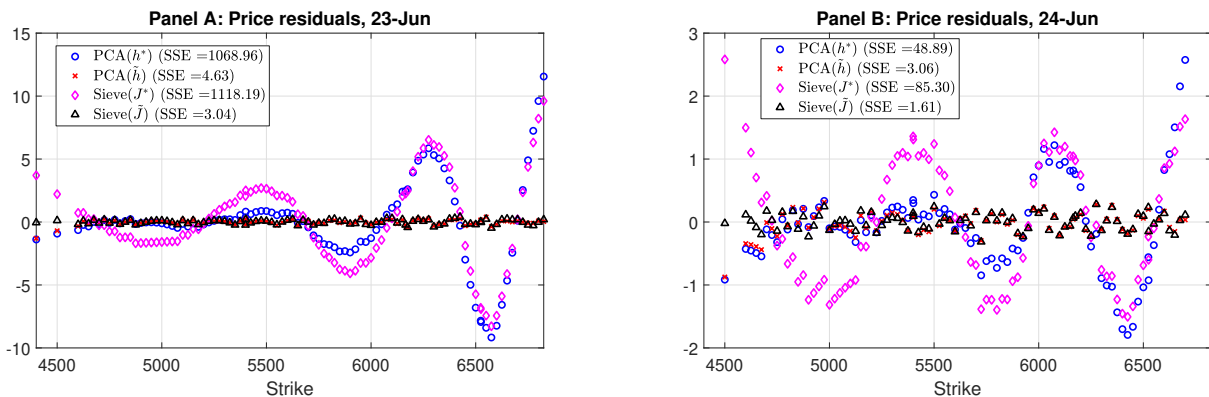 Panel A: Price residuals, 23-Jun
15
10
5
0
-5
-10
PCA(h*) (SSE =1068.96)
PCA(h̃) (SSE =4.63)
Sieve(J*) (SSE =1118.19)
Sieve(J̃) (SSE =3.04)
4500 5000 5500 6000 6500
Strike
Panel B: Price residuals, 24-Jun
3
2
1
0
-1
-2
PCA(h*) (SSE =48.89)
PCA(h̃) (SSE =3.06)
Sieve(J*) (SSE =85.30)
Sieve(J̃) (SSE =1.61)
4500 5000 5500 6000 6500
Strike